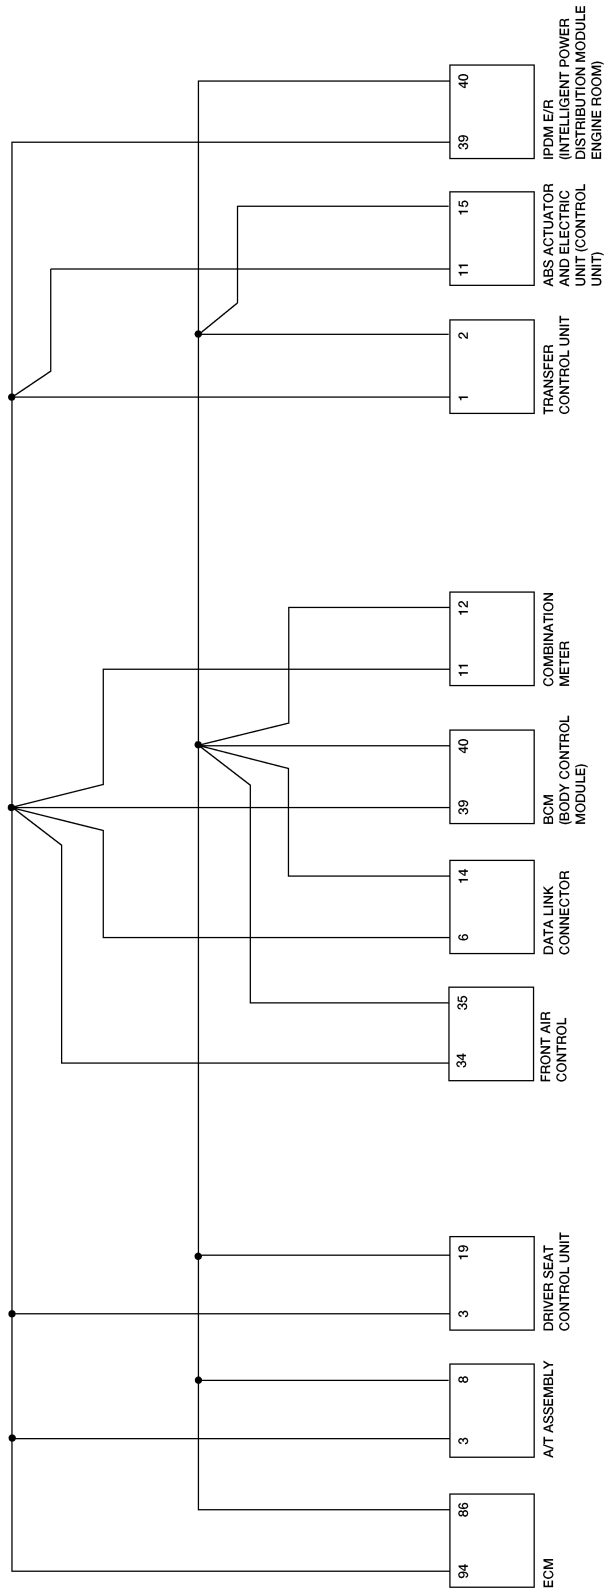 94
86
ECM
3
8
A/T ASSEMBLY
3
19
DRIVER SEAT
CONTROL UNIT
34
35
FRONT AIR
CONTROL
6
14
DATA LINK
CONNECTOR
39
40
BCM
(BODY CONTROL
MODULE)
11
12
COMBINATION
METER
1
2
TRANSFER
CONTROL UNIT
11
15
ABS ACTUATOR
AND ELECTRIC
UNIT (CONTROL
UNIT)
39
40
IPDM E/R
(INTELLIGENT POWER
DISTRIBUTION MODULE
ENGINE ROOM)